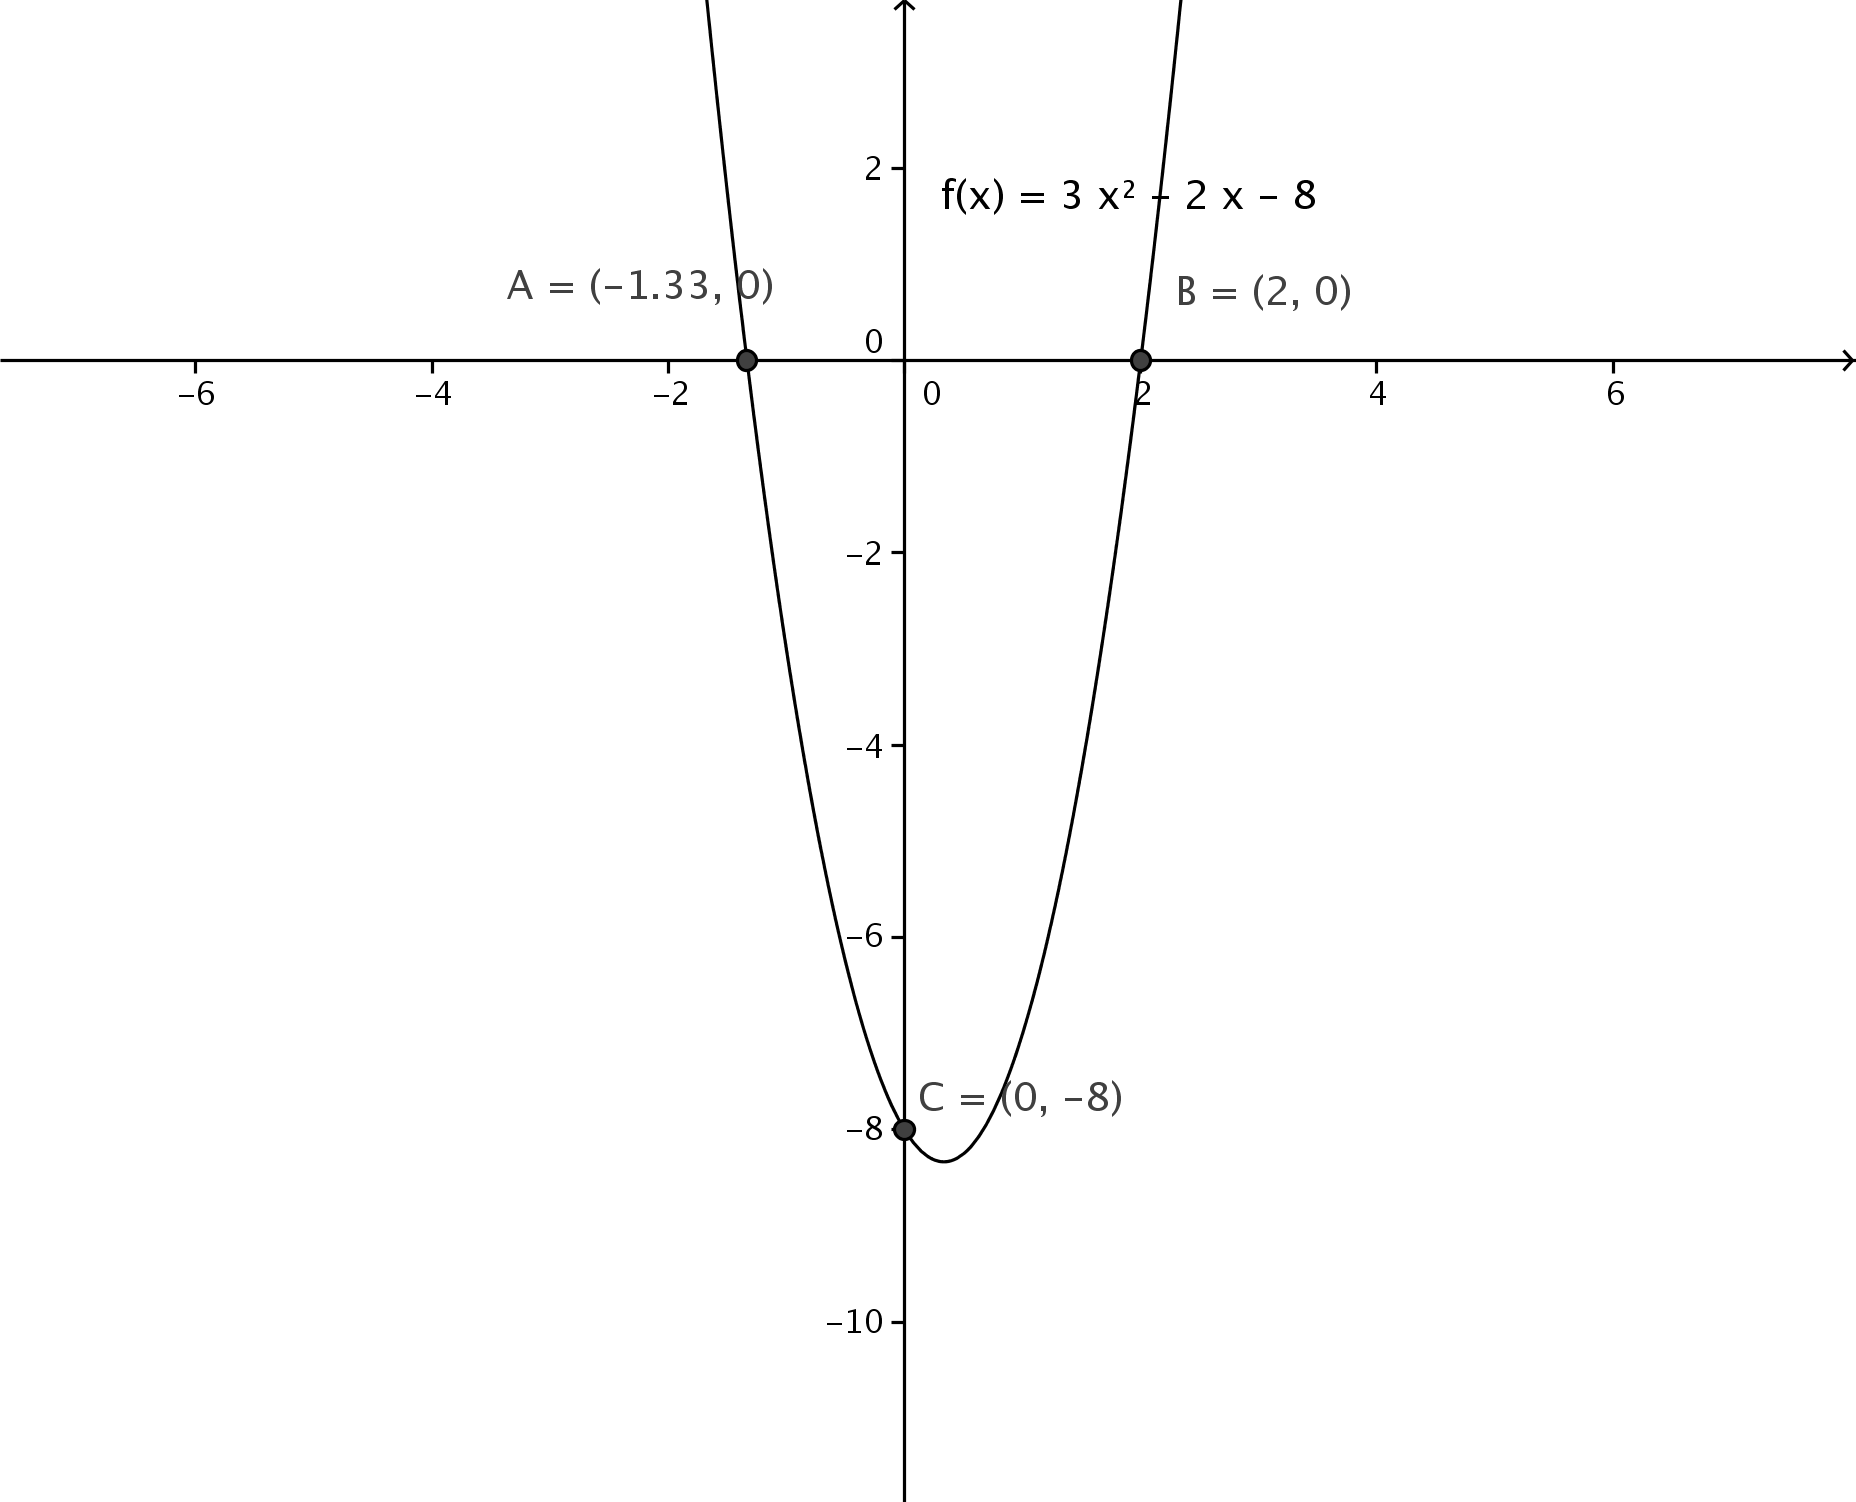 2
f(x) = 3 x² – 2 x – 8
A = (–1.33, 0)
B = (2, 0)
0
–6 –4 –2 0 2 4 6
–2
–4
–6
C = (0, –8)
–8
–10